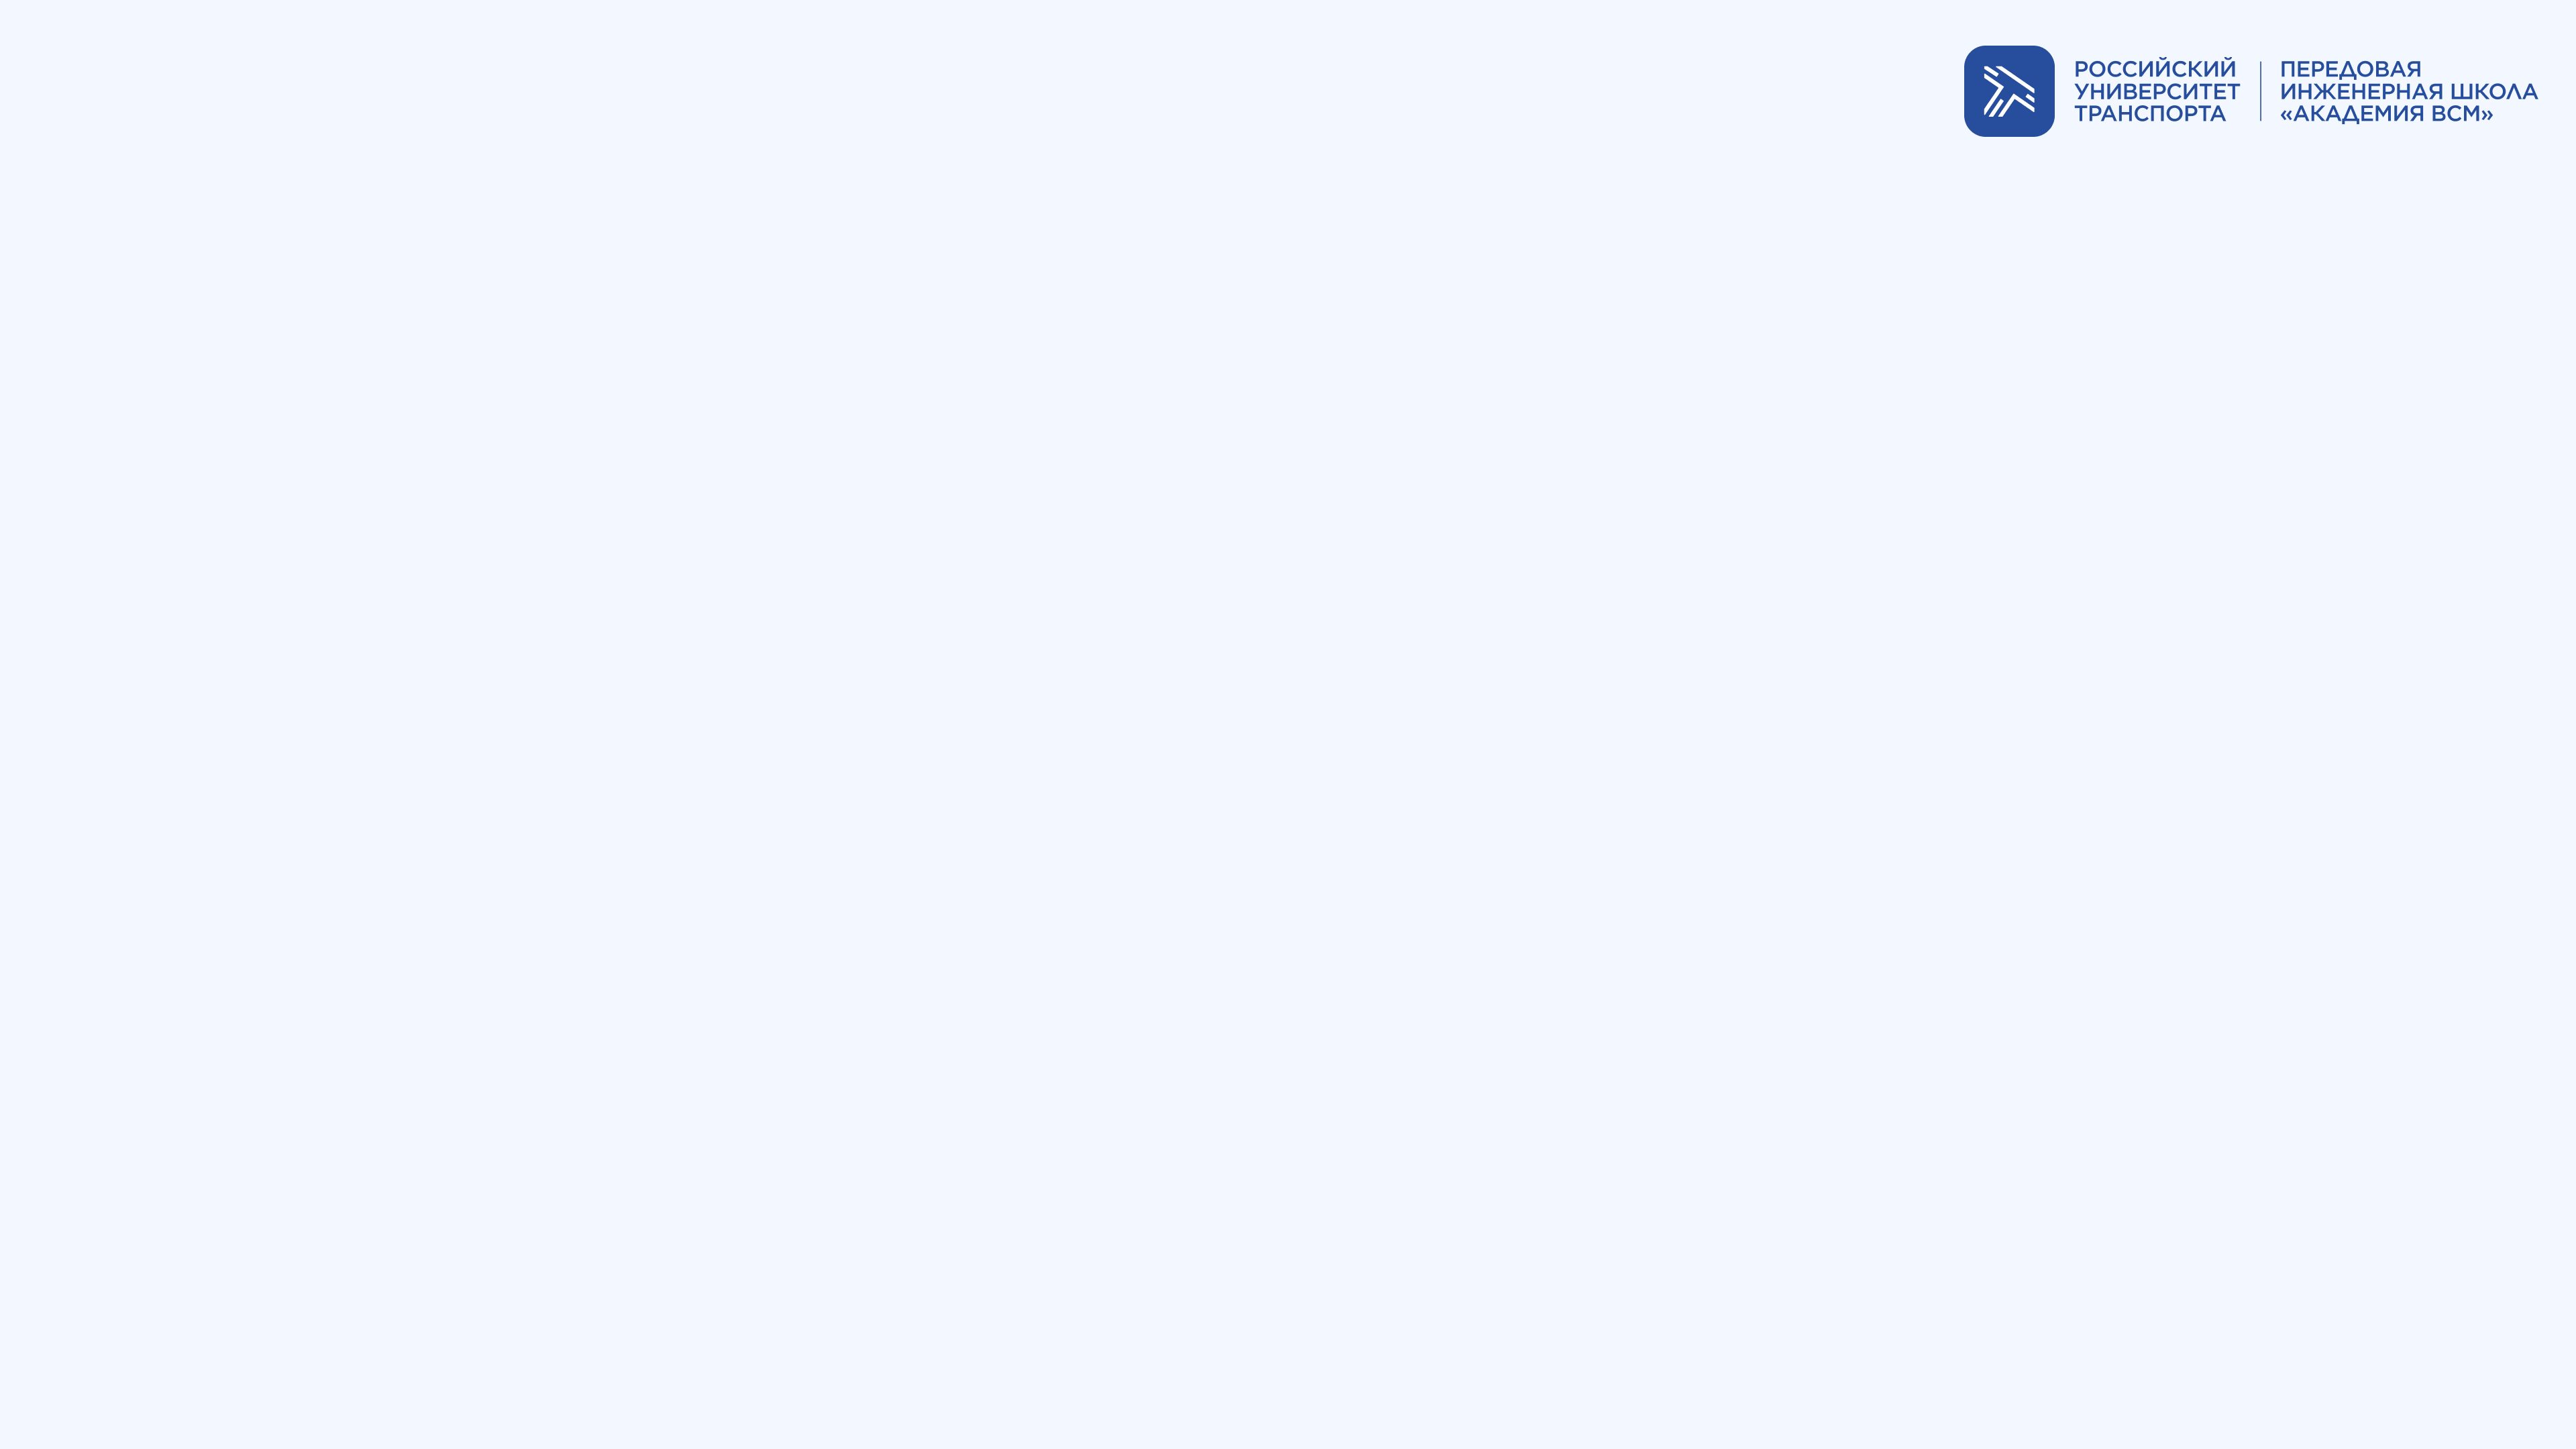 РОССИЙСКИЙ
УНИВЕРСИТЕТ
ТРАНСПОРТА
ПЕРЕДОВАЯ
ИНЖЕНЕРНАЯ ШКОЛА
«АКАДЕМИЯ ВСМ»